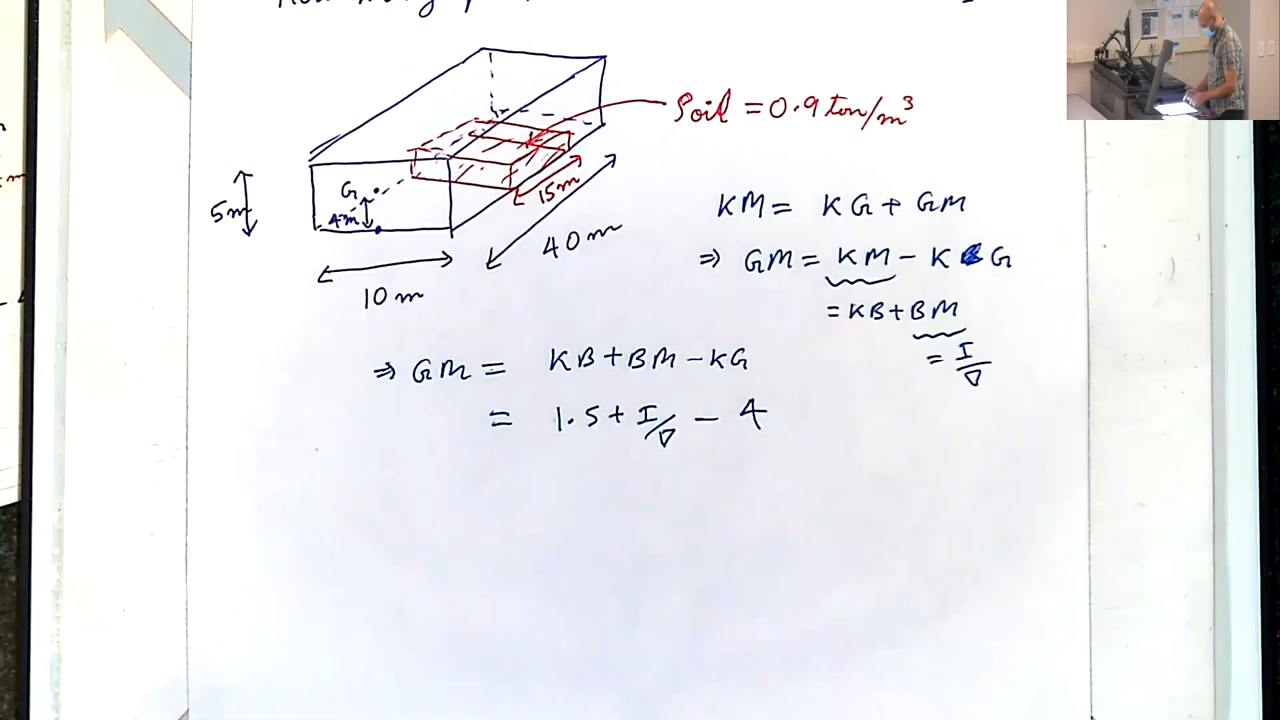 Soil = 0.9 ton/m³
G
4m
5m
15m
40m
10m
KM = KG + GM
⇒ GM = KM - KG
= KB + BM
= I/∇
⇒ GM = KB + BM - KG
= 1.5 + I/∇ - 4